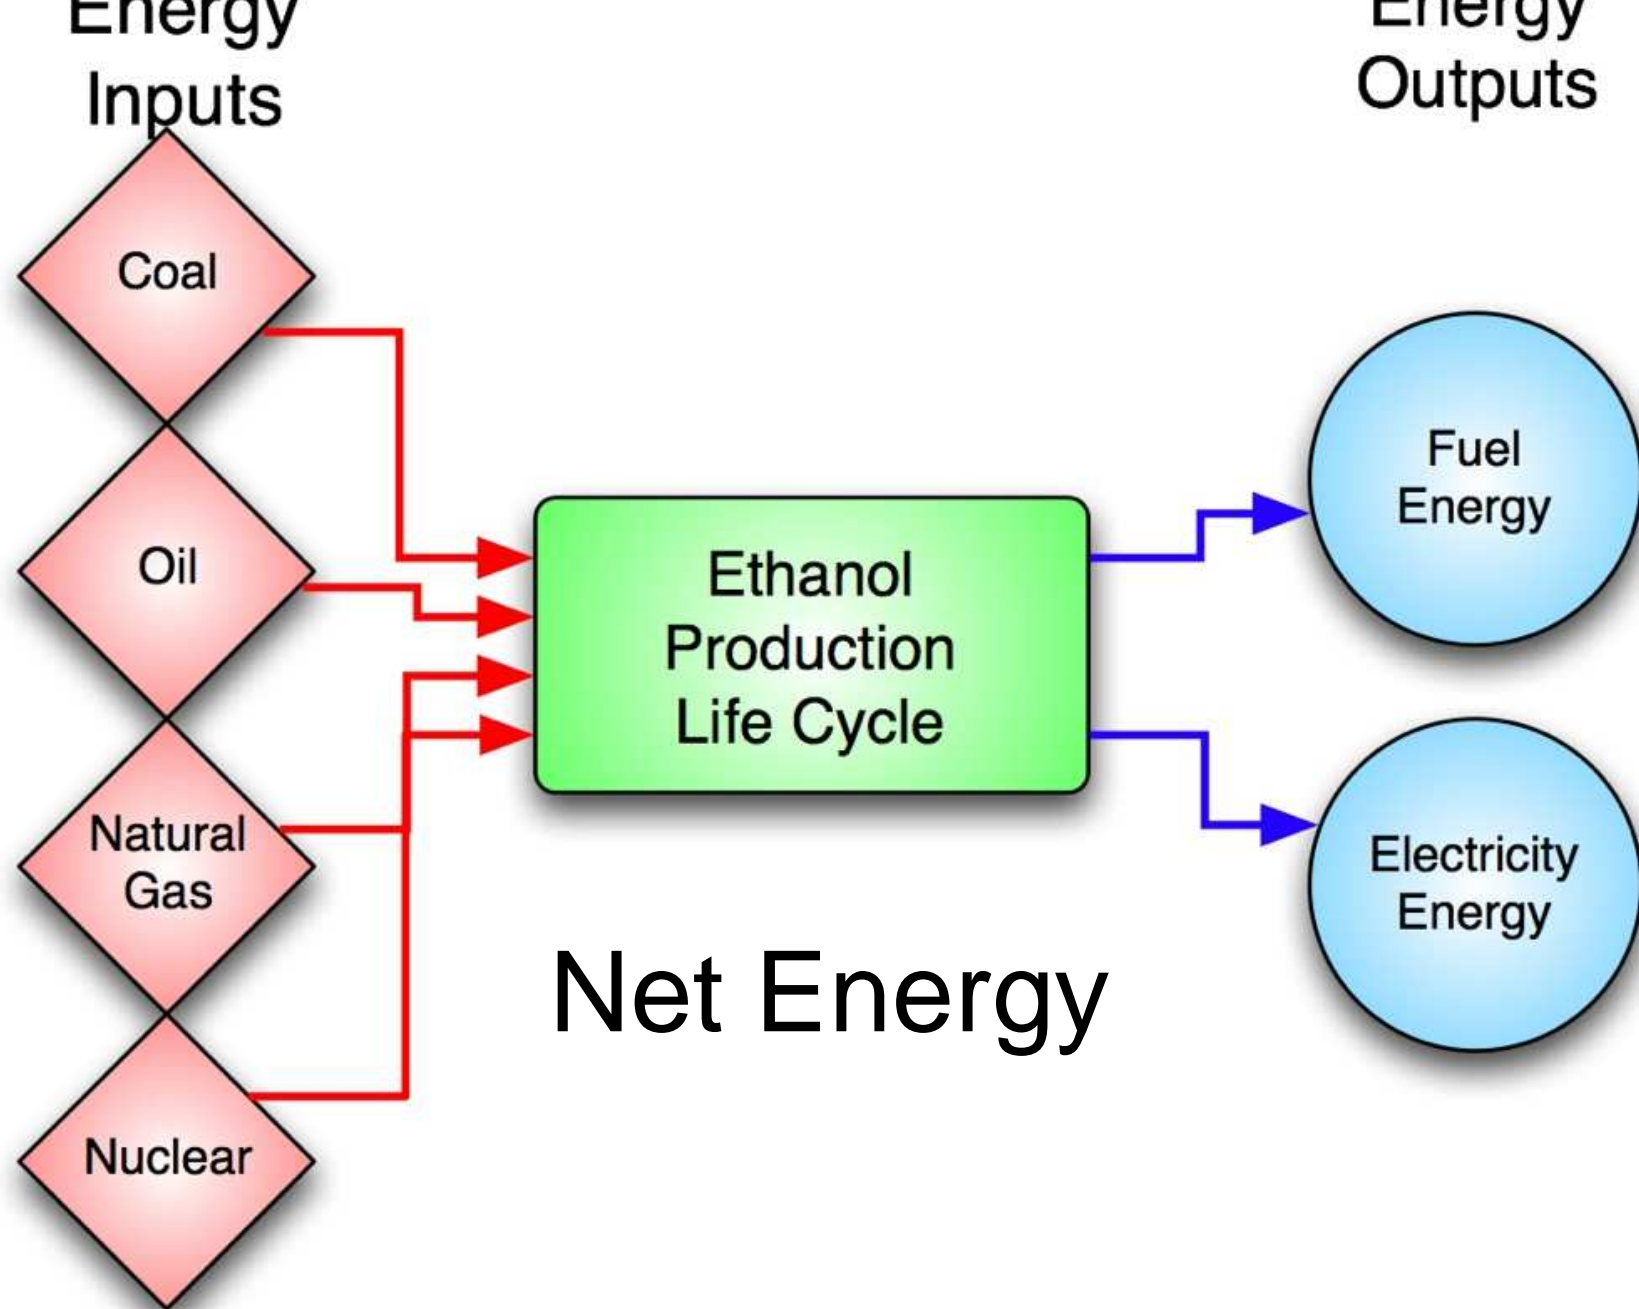 Energy
Inputs
Energy
Outputs
Coal
Oil
Natural
Gas
Nuclear
Ethanol
Production
Life Cycle
Net Energy
Fuel
Energy
Electricity
Energy